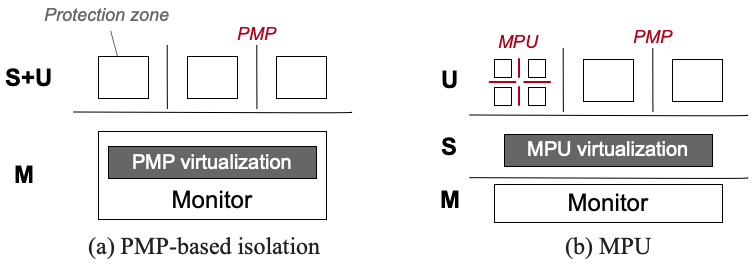 Protection zone
PMP
S+U
M
PMP virtualization
Monitor
(a) PMP-based isolation
MPU
PMP
U
S
MPU virtualization
M
Monitor
(b) MPU